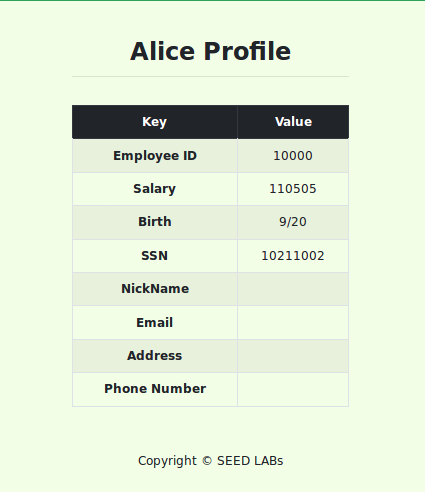 Alice Profile
Key Value
Employee ID 10000
Salary 110505
Birth 9/20
SSN 10211002
NickName
Email
Address
Phone Number
Copyright © SEED LABs